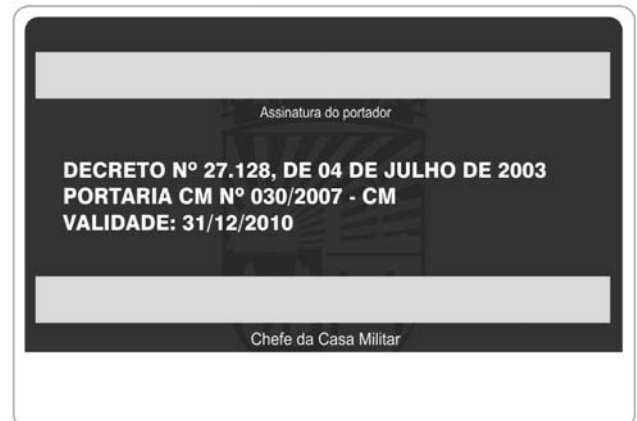 Assinatura do portador
DECRETO Nº 27.128, DE 04 DE JULHO DE 2003
PORTARIA CM Nº 030/2007 - CM
VALIDADE: 31/12/2010
Chefe da Casa Militar